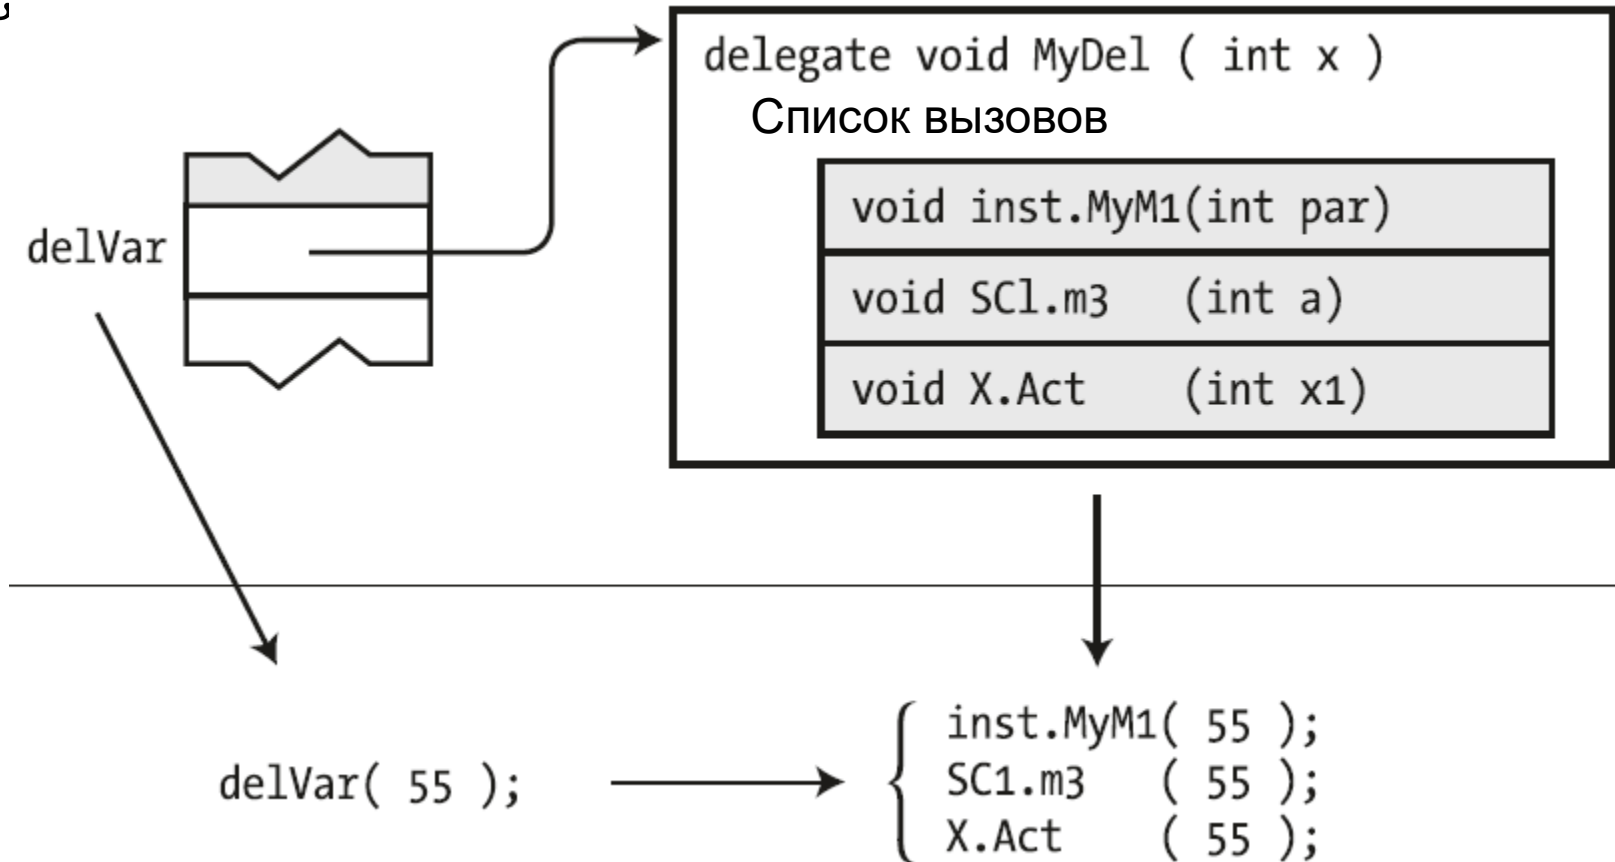 delegate void MyDel ( int x )
Список вызовов
void inst.MyM1(int par)
void SCl.m3 (int a)
void X.Act (int x1)
delVar
delVar( 55 );
inst.MyM1( 55 );
SC1.m3 ( 55 );
X.Act ( 55 );